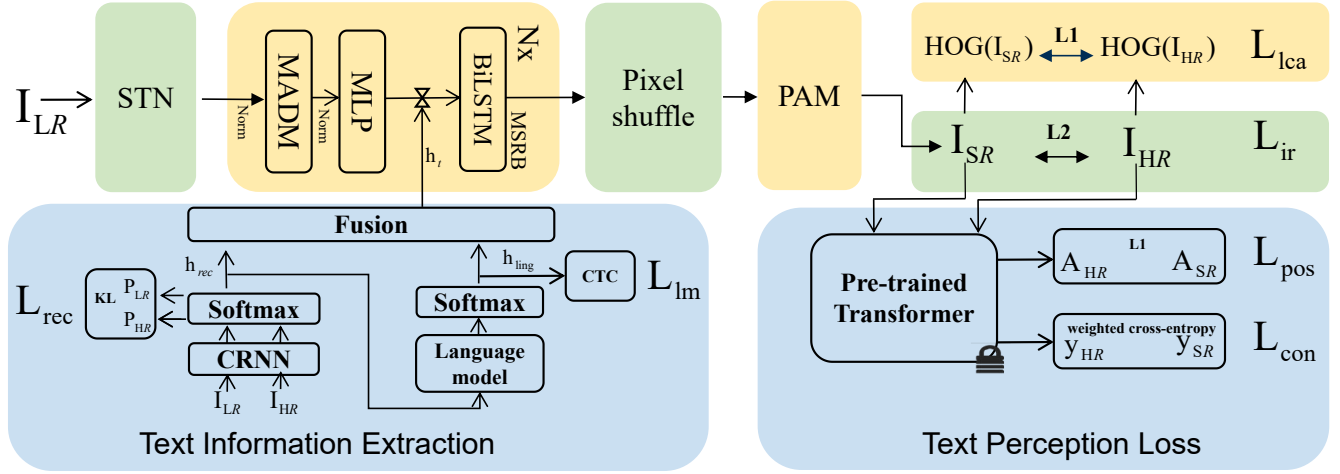 I_LR
STN
Norm
MADM
Norm
MLP
BiLSTM
Nx
MSRB
h_t
Pixel
shuffle
PAM
HOG(I_SR)
L1
HOG(I_HR)
L_lca
I_SR
L2
I_HR
L_ir
Fusion
h_rec
h_ling
CTC
L_lm
L_rec
KL
P_LR
P_HR
Softmax
CRNN
I_LR
I_HR
Softmax
Language
model
Text Information Extraction
Pre-trained
Transformer
L1
A_HR
A_SR
L_pos
weighted cross-entropy
y_HR
y_SR
L_con
Text Perception Loss